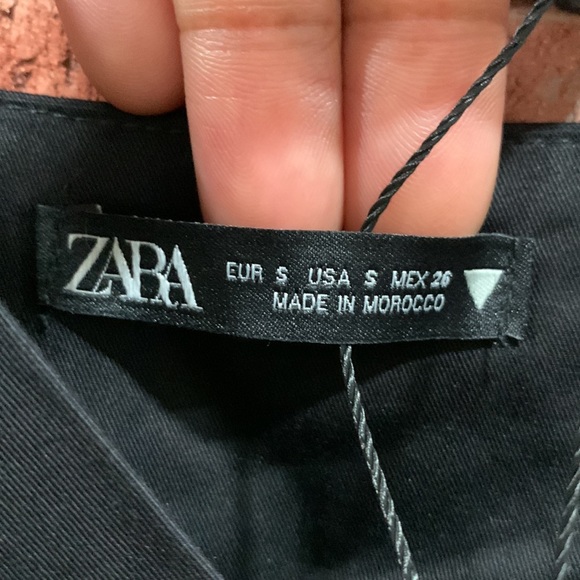 ZARA
EUR S USA S MEX 26
MADE IN MOROCCO